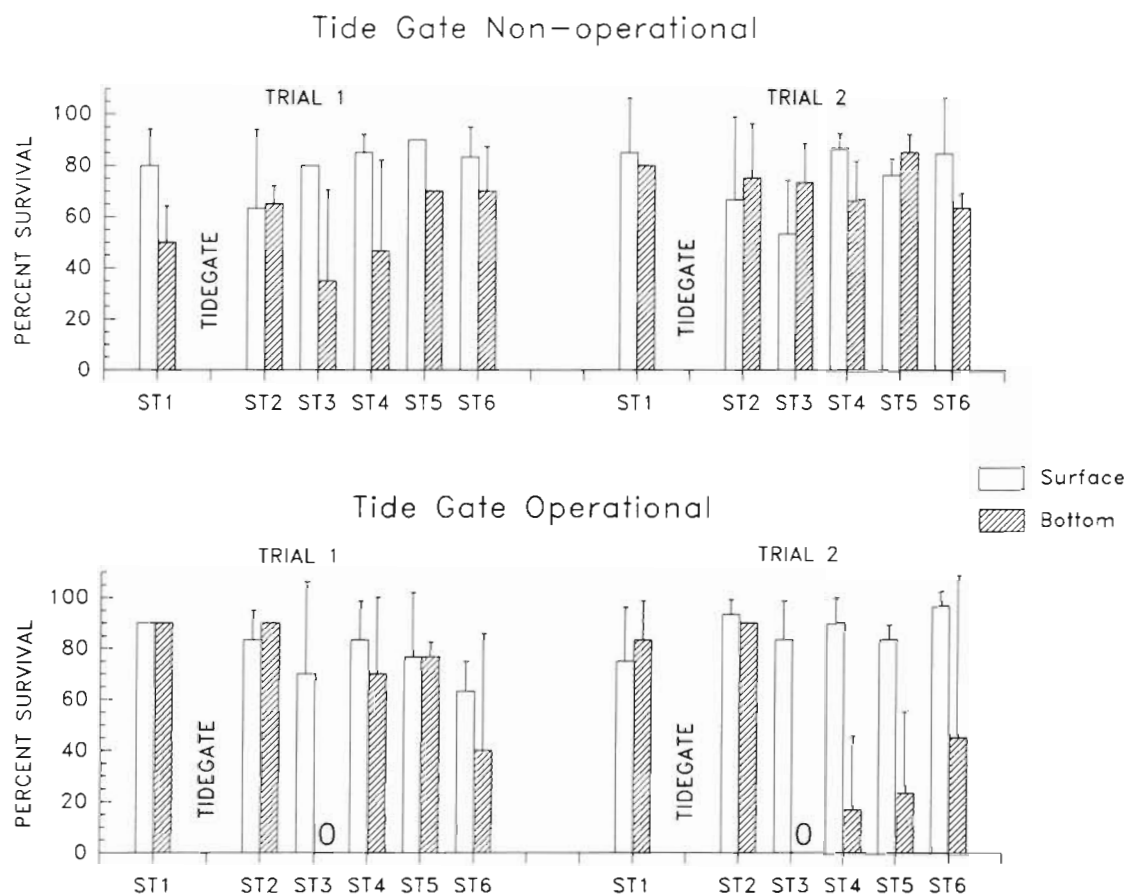 Tide Gate Non-operational
TRIAL 1
TRIAL 2
PERCENT SURVIVAL
100
80
60
40
20
0
TIDEGATE
TIDEGATE
ST1 ST2 ST3 ST4 ST5 ST6 ST1 ST2 ST3 ST4 ST5 ST6
Surface
Bottom
Tide Gate Operational
TRIAL 1
TRIAL 2
PERCENT SURVIVAL
100
80
60
40
20
0
TIDEGATE
0
TIDEGATE
0
ST1 ST2 ST3 ST4 ST5 ST6 ST1 ST2 ST3 ST4 ST5 ST6